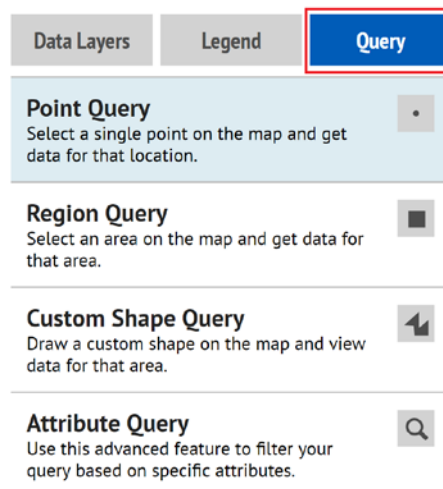 Data Layers Legend Query
Point Query
Select a single point on the map and get
data for that location.
Region Query
Select an area on the map and get data for
that area.
Custom Shape Query
Draw a custom shape on the map and view
data for that area.
Attribute Query
Use this advanced feature to filter your
query based on specific attributes.